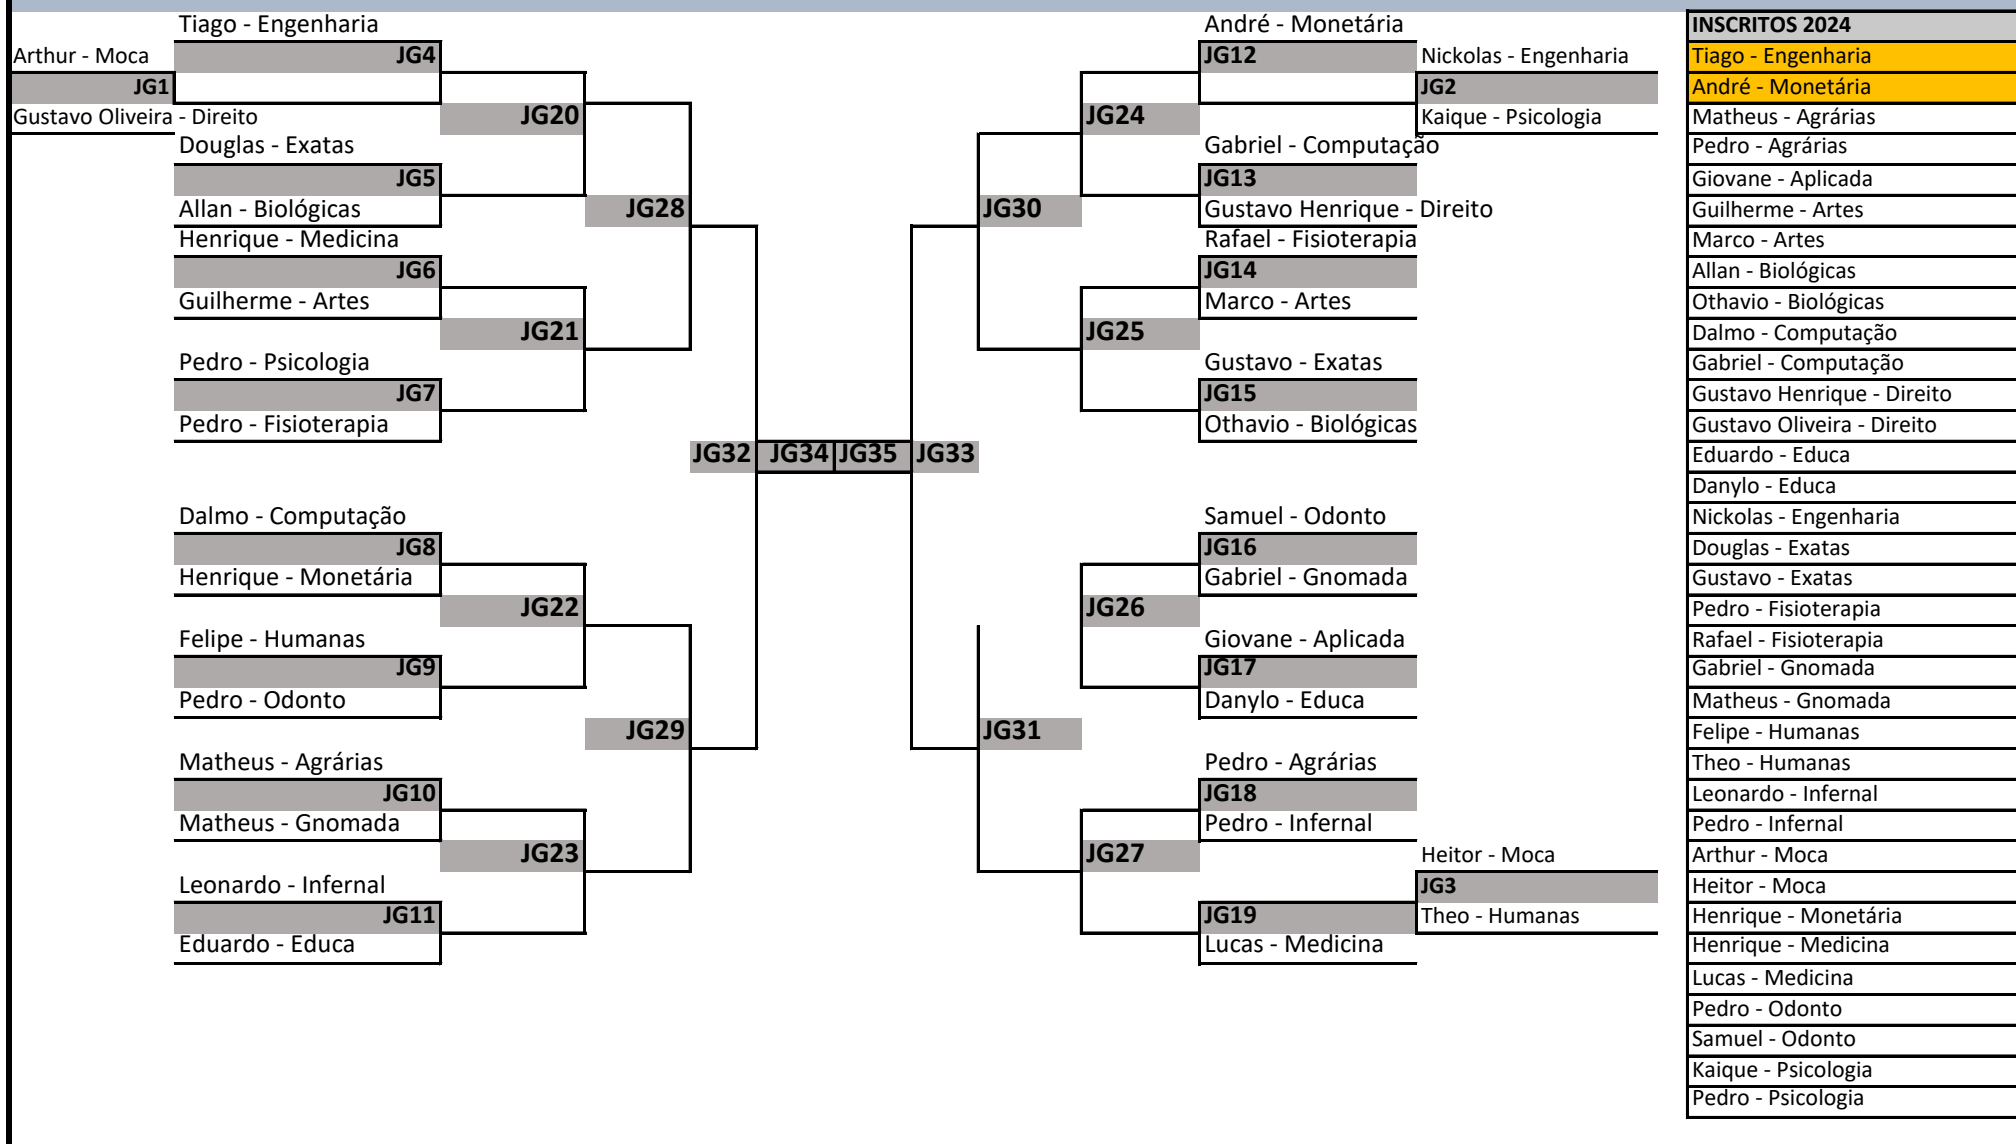 Tiago - Engenharia
Arthur - Moca
JG4
JG1
Gustavo Oliveira - Direito
JG20
Douglas - Exatas
JG5
Allan - Biológicas
JG28
Henrique - Medicina
JG6
Guilherme - Artes
JG21
Pedro - Psicologia
JG7
Pedro - Fisioterapia
JG32
JG34
JG35
JG33
Dalmo - Computação
JG8
Henrique - Monetária
JG22
Felipe - Humanas
JG9
Pedro - Odonto
JG29
Matheus - Agrárias
JG10
Matheus - Gnomada
JG23
Leonardo - Infernal
JG11
Eduardo - Educa
André - Monetária
JG12
Nickolas - Engenharia
JG2
JG24
Kaique - Psicologia
Gabriel - Computação
JG13
JG30
Gustavo Henrique - Direito
Rafael - Fisioterapia
JG14
Marco - Artes
JG25
Gustavo - Exatas
JG15
Othavio - Biológicas
Samuel - Odonto
JG16
Gabriel - Gnomada
JG26
Giovane - Aplicada
JG17
Danylo - Educa
JG31
Pedro - Agrárias
JG18
Pedro - Infernal
JG27
Heitor - Moca
JG3
JG19
Theo - Humanas
Lucas - Medicina
INSCRITOS 2024
Tiago - Engenharia
André - Monetária
Matheus - Agrárias
Pedro - Agrárias
Giovane - Aplicada
Guilherme - Artes
Marco - Artes
Allan - Biológicas
Othavio - Biológicas
Dalmo - Computação
Gabriel - Computação
Gustavo Henrique - Direito
Gustavo Oliveira - Direito
Eduardo - Educa
Danylo - Educa
Nickolas - Engenharia
Douglas - Exatas
Gustavo - Exatas
Pedro - Fisioterapia
Rafael - Fisioterapia
Gabriel - Gnomada
Matheus - Gnomada
Felipe - Humanas
Theo - Humanas
Leonardo - Infernal
Pedro - Infernal
Arthur - Moca
Heitor - Moca
Henrique - Monetária
Henrique - Medicina
Lucas - Medicina
Pedro - Odonto
Samuel - Odonto
Kaique - Psicologia
Pedro - Psicologia